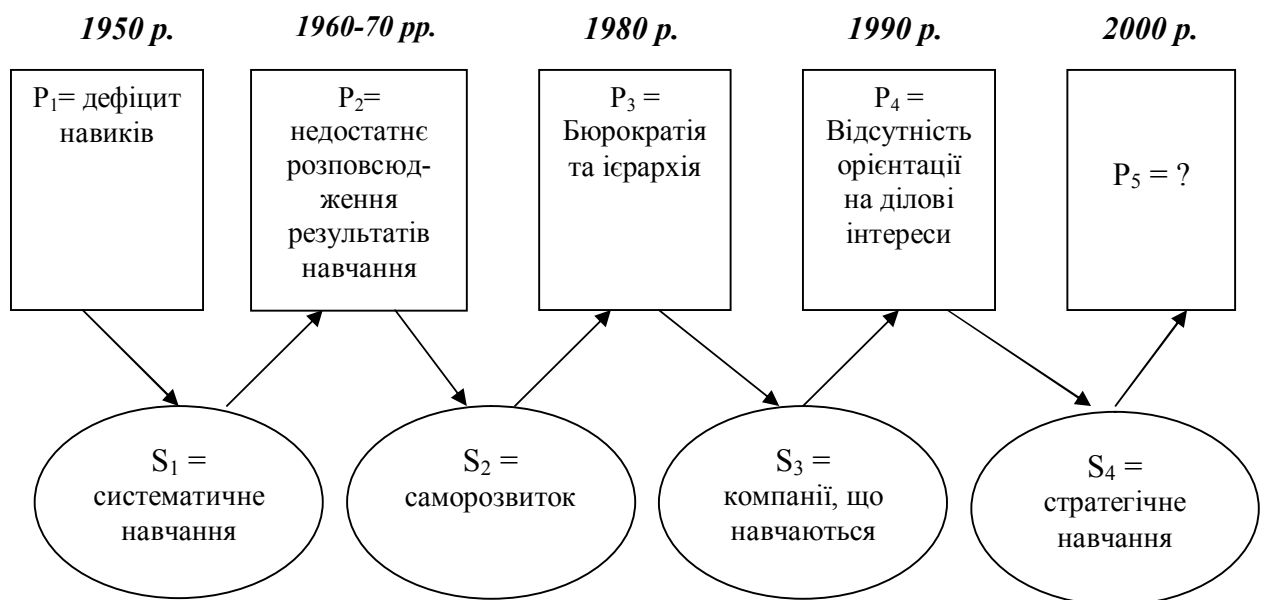 1950 р.
1960-70 рр.
1980 р.
1990 р.
2000 р.
P₁= дефіцит
навиків
P₂=
недостатнє
розповсюд-
ження
результатів
навчання
P₃ =
Бюрократія
та ієрархія
P₄ =
Відсутність
орієнтації
на ділові
інтереси
P₅ = ?
S₁ =
систематичне
навчання
S₂ =
саморозвиток
S₃ =
компанії, що
навчаються
S₄ =
стратегічне
навчання